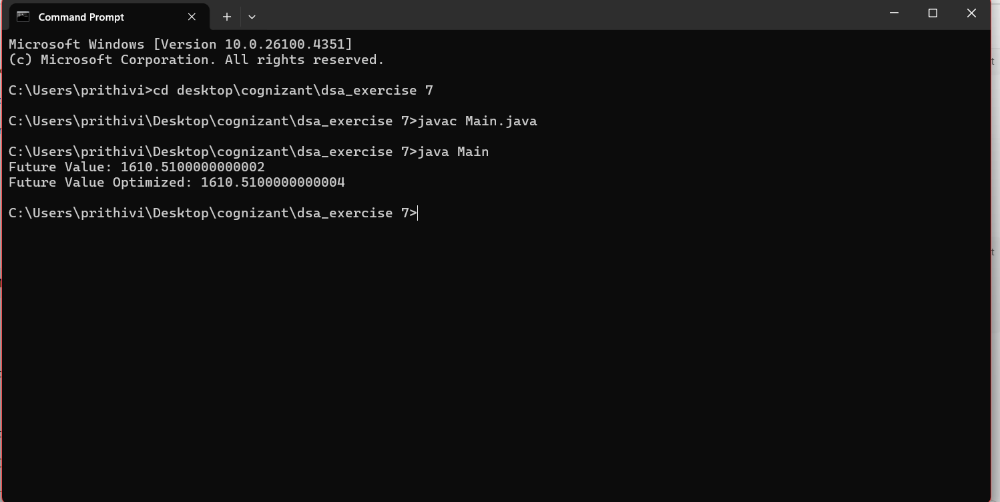 Command Prompt
Microsoft Windows [Version 10.0.26100.4351]
(c) Microsoft Corporation. All rights reserved.
C:\Users\prithivi>cd desktop\cognizant\dsa_exercise 7
C:\Users\prithivi\Desktop\cognizant\dsa_exercise 7>javac Main.java
C:\Users\prithivi\Desktop\cognizant\dsa_exercise 7>java Main
Future Value: 1610.5100000000002
Future Value Optimized: 1610.5100000000004
C:\Users\prithivi\Desktop\cognizant\dsa_exercise 7>